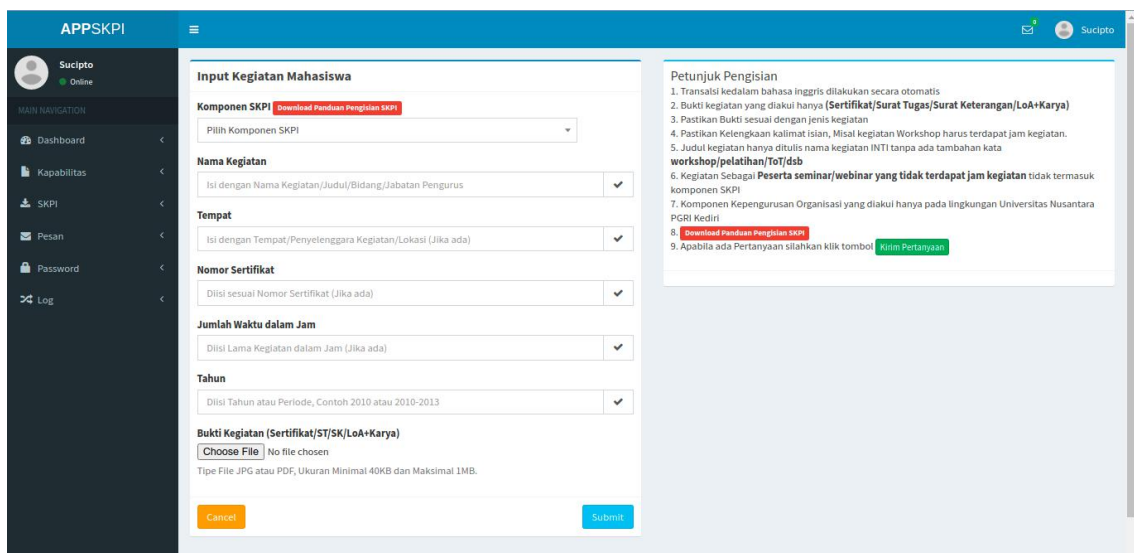 APPSKPI
0
Sucipto
Sucipto
Online
MAIN NAVIGATION
Dashboard
Kapabilitas
SKPI
Pesan
Password
Log
Input Kegiatan Mahasiswa
Komponen SKPI Download Panduan Pengisian SKPI
Pilih Komponen SKPI
Nama Kegiatan
Isi dengan Nama Kegiatan/Judul/Bidang/Jabatan Pengurus
Tempat
Isi dengan Tempat/Penyelenggara Kegiatan/Lokasi (Jika ada)
Nomor Sertifikat
Diisi sesuai Nomor Sertifikat (Jika ada)
Jumlah Waktu dalam Jam
Diisi Lama Kegiatan dalam Jam (Jika ada)
Tahun
Diisi Tahun atau Periode, Contoh 2010 atau 2010-2013
Bukti Kegiatan (Sertifikat/ST/SK/LoA+Karya)
Choose File No file chosen
Tipe File JPG atau PDF, Ukuran Minimal 40KB dan Maksimal 1MB.
Cancel
Submit
Petunjuk Pengisian
1. Transalsi kedalam bahasa inggris dilakukan secara otomatis
2. Bukti kegiatan yang diakui hanya (Sertifikat/Surat Tugas/Surat Keterangan/LoA+Karya)
3. Pastikan Bukti sesuai dengan jenis kegiatan
4. Pastikan Kelengkaan kalimat isian, Misal kegiatan Workshop harus terdapat jam kegiatan.
5. Judul kegiatan hanya ditulis nama kegiatan INTI tanpa ada tambahan kata
workshop/pelatihan/ToT/dsb
6. Kegiatan Sebagai Peserta seminar/webinar yang tidak terdapat jam kegiatan tidak termasuk
komponen SKPI
7. Komponen Kepengurusan Organisasi yang diakui hanya pada lingkungan Universitas Nusantara
PGRI Kediri
8. Download Panduan Pengisian SKPI
9. Apabila ada Pertanyaan silahkan klik tombol Kirim Pertanyaan